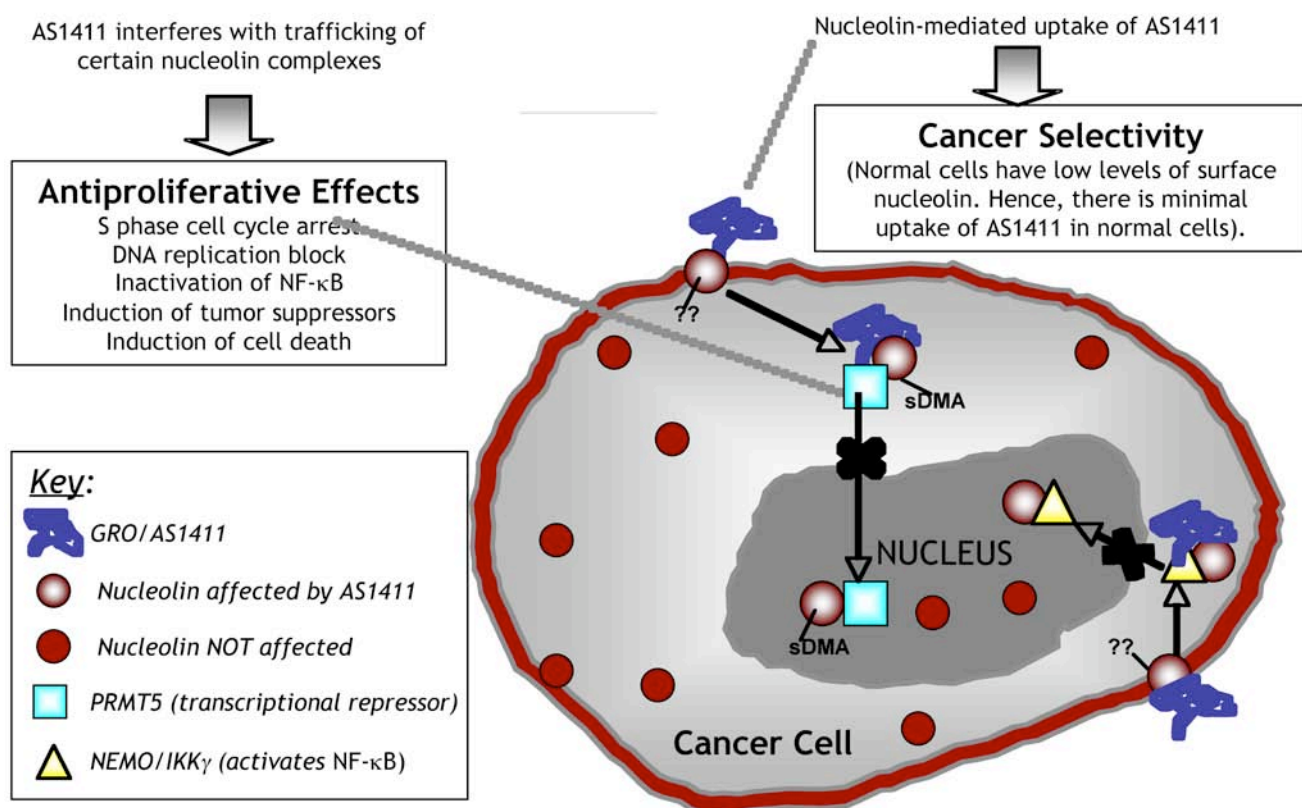 AS1411 interferes with trafficking of
certain nucleolin complexes
Antiproliferative Effects
S phase cell cycle arrest
DNA replication block
Inactivation of NF-κB
Induction of tumor suppressors
Induction of cell death
Nucleolin-mediated uptake of AS1411
Cancer Selectivity
(Normal cells have low levels of surface
nucleolin. Hence, there is minimal
uptake of AS1411 in normal cells).
??
sDMA
NUCLEUS
sDMA
??
Cancer Cell
Key:
GRO/AS1411
Nucleolin affected by AS1411
Nucleolin NOT affected
PRMT5 (transcriptional repressor)
NEMO/IKKγ (activates NF-κB)